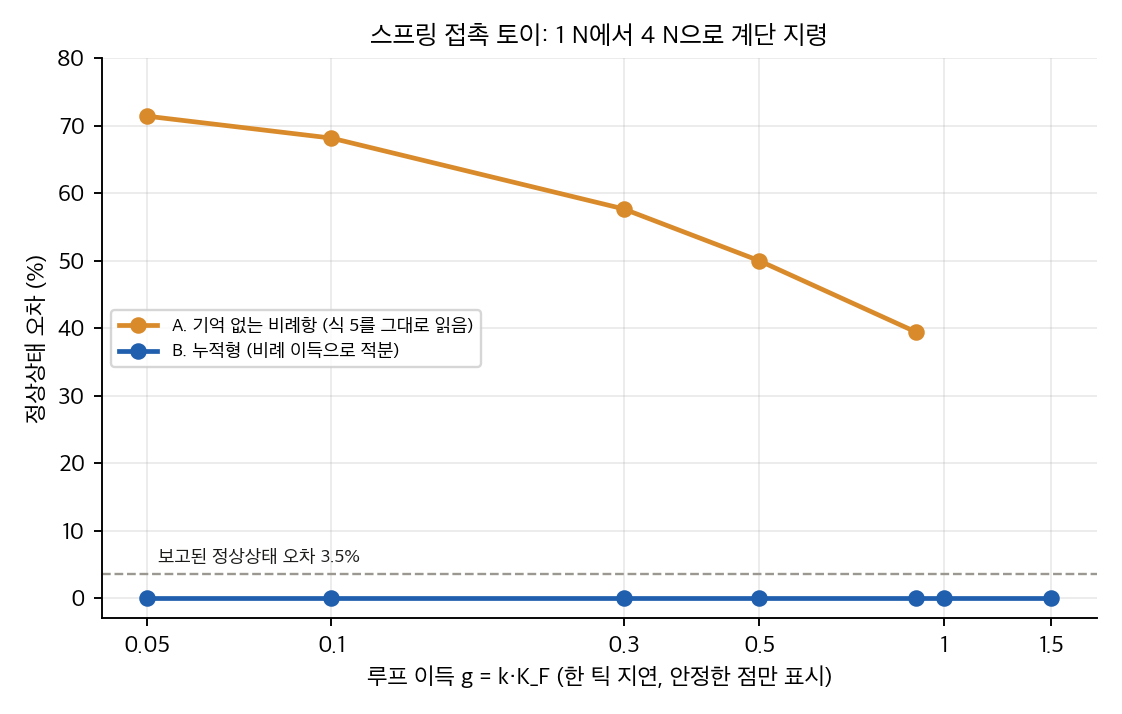 스프링 접촉 토이: 1 N에서 4 N으로 계단 지령
정상상태 오차 (%)
80
70
60
50
40
30
20
10
0
A. 기억 없는 비례항 (식 5를 그대로 읽음)
B. 누적형 (비례 이득으로 적분)
보고된 정상상태 오차 3.5%
0.05
0.1
0.3
0.5
1
1.5
루프 이득 g = k·K_F (한 틱 지연, 안정한 점만 표시)